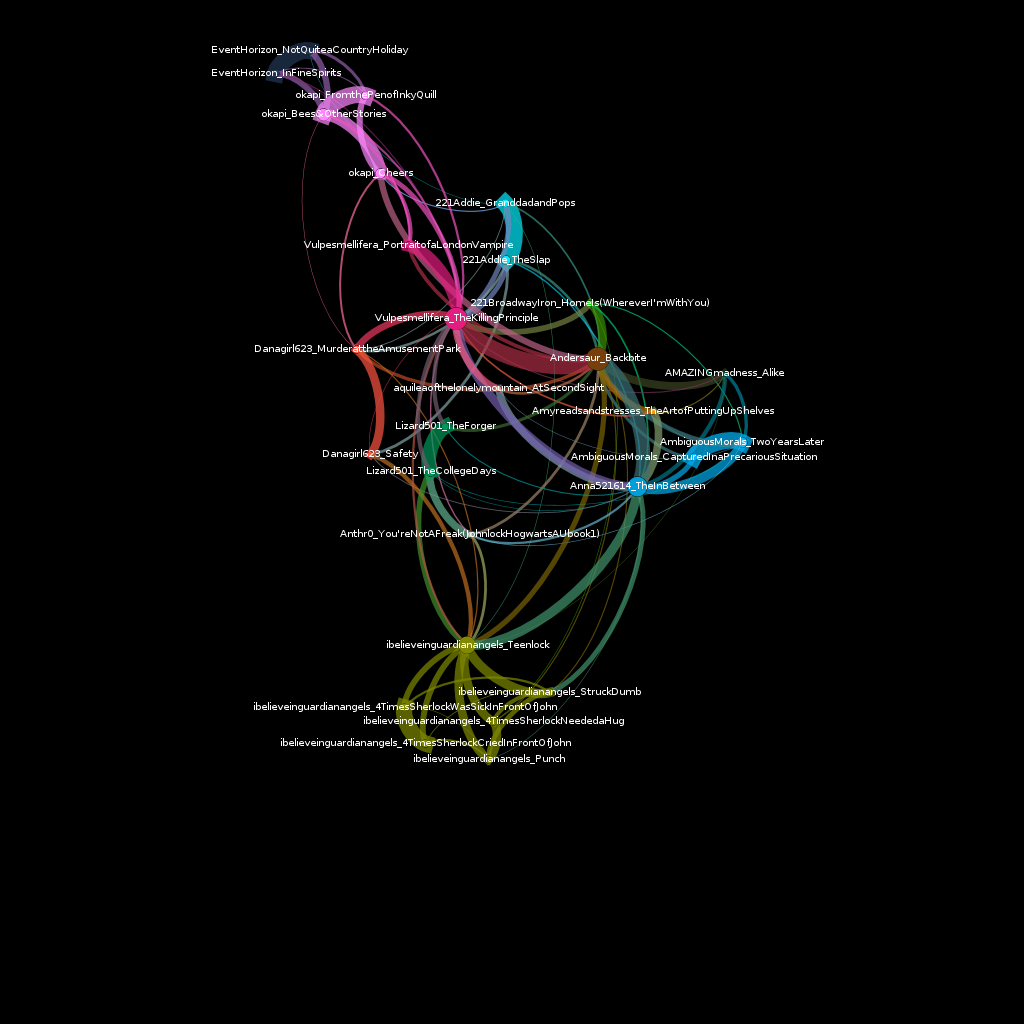 EventHorizon_NotQuiteaCountryHoliday
EventHorizon_InFineSpirits
okapi_FromthePenofInkyQuill
okapi_Bees&OtherStories
okapi_Cheers
221Addie_GranddadandPops
Vulpesmellifera_PortraitofaLondonVampire
221Addie_TheSlap
221BroadwayIron_HomeIs(WhereverI'mWithYou)
Vulpesmellifera_TheKillingPrinciple
Danagirl623_MurderattheAmusementPark
Andersaur_Backbite
AMAZINGmadness_Alike
aquileaofthelonelymountain_AtSecondSight
Amyreadsandstresses_TheArtofPuttingUpShelves
Lizard501_TheForger
AmbiguousMorals_TwoYearsLater
Danagirl623_Safety
AmbiguousMorals_CapturedInaPrecariousSituation
Lizard501_TheCollegeDays
Anna521614_TheInBetween
Anthr0_You'reNotAFreak(JohnlockHogwartsAUbook1)
ibelieveinguardianangels_Teenlock
ibelieveinguardianangels_StruckDumb
ibelieveinguardianangels_4TimesSherlockWasSickInFrontOfJohn
ibelieveinguardianangels_4TimesSherlockNeededaHug
ibelieveinguardianangels_4TimesSherlockCriedInFrontOfJohn
ibelieveinguardianangels_Punch